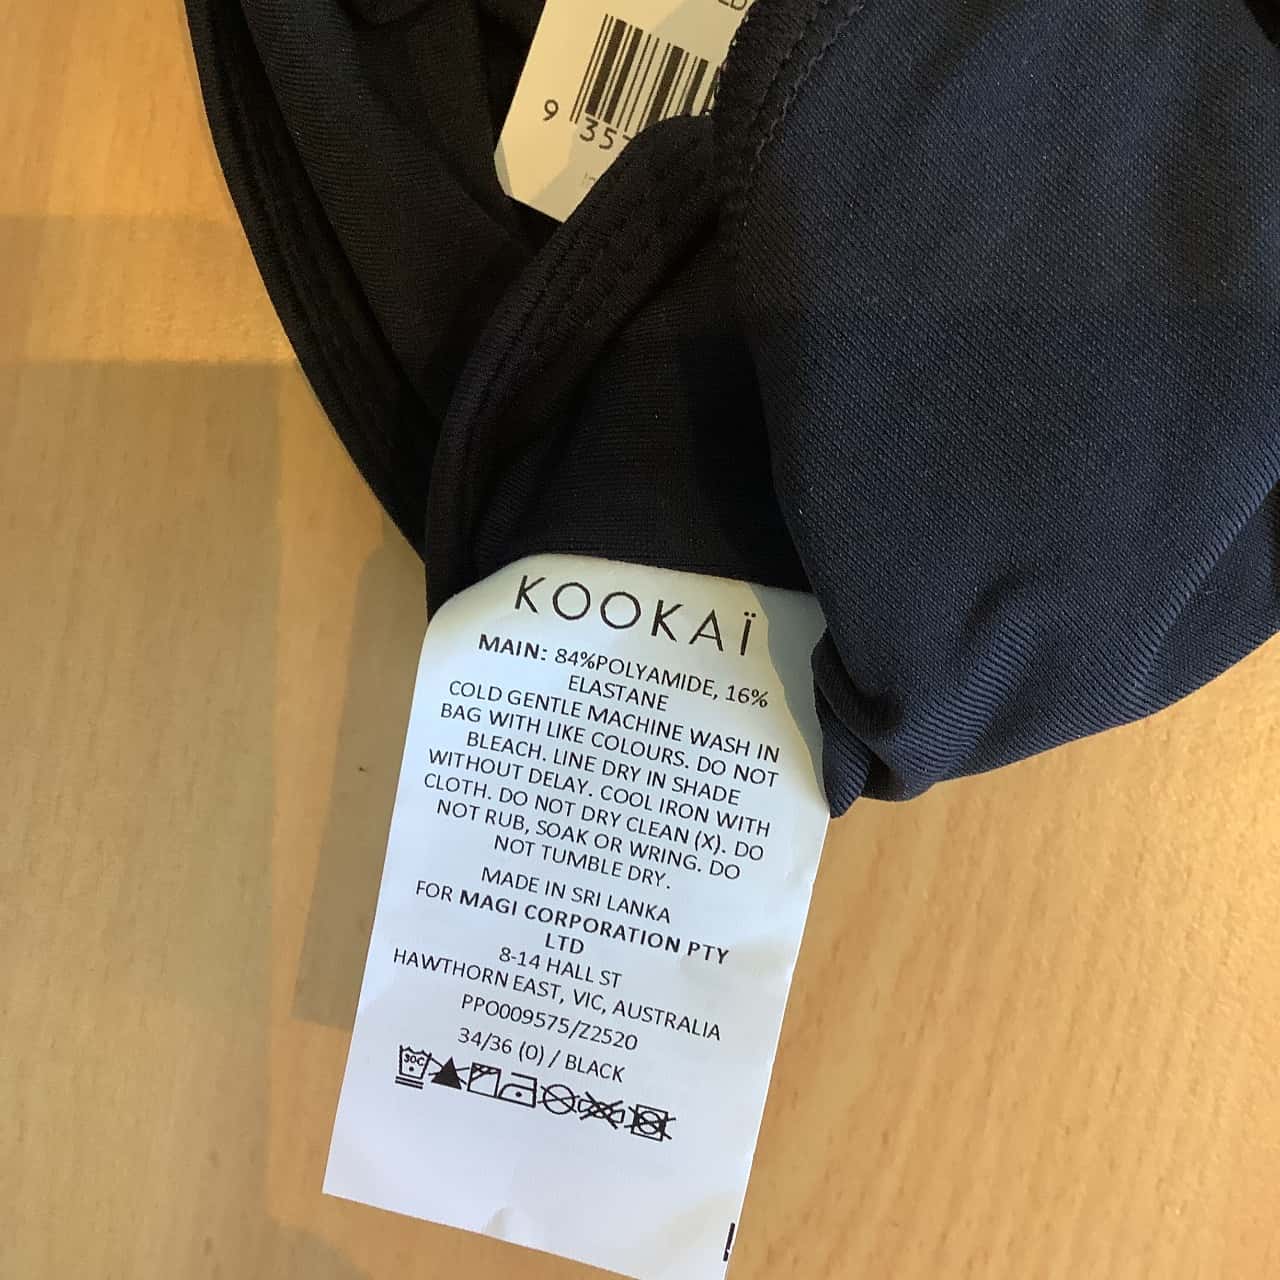 9 35
KOOKAÏ
MAIN: 84%POLYAMIDE, 16%
ELASTANE
COLD GENTLE MACHINE WASH IN
BAG WITH LIKE COLOURS. DO NOT
BLEACH. LINE DRY IN SHADE
WITHOUT DELAY. COOL IRON WITH
CLOTH. DO NOT DRY CLEAN (X). DO
NOT RUB, SOAK OR WRING. DO
NOT TUMBLE DRY.
MADE IN SRI LANKA
FOR MAGI CORPORATION PTY
LTD
8-14 HALL ST
HAWTHORN EAST, VIC, AUSTRALIA
PPO009575/Z2520
34/36 (0) / BLACK
30C